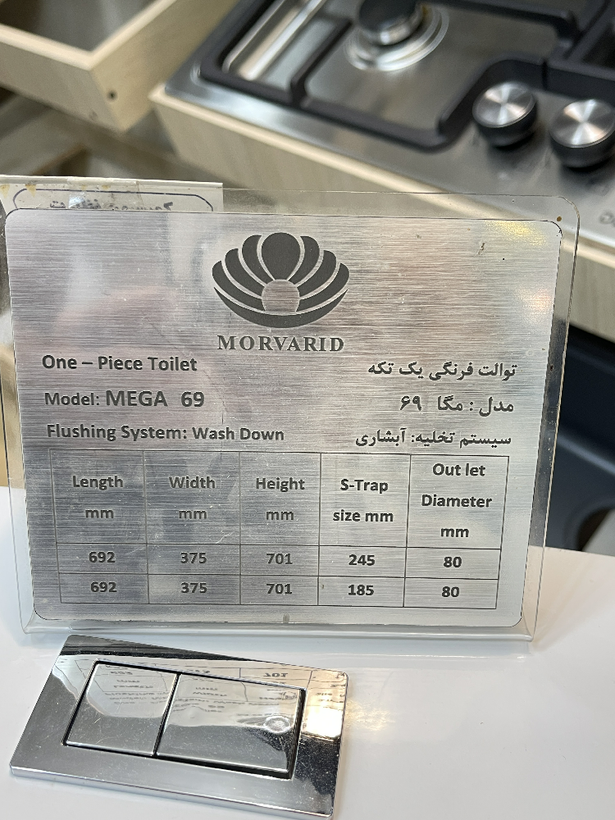 MORVARID
One – Piece Toilet
توالت فرنگی یک تکه
Model: MEGA 69
مدل : مگا ۶۹
Flushing System: Wash Down
سیستم تخلیه: آبشاری
Length mm | Width mm | Height mm | S-Trap size mm | Out let Diameter mm
692 | 375 | 701 | 245 | 80
692 | 375 | 701 | 185 | 80